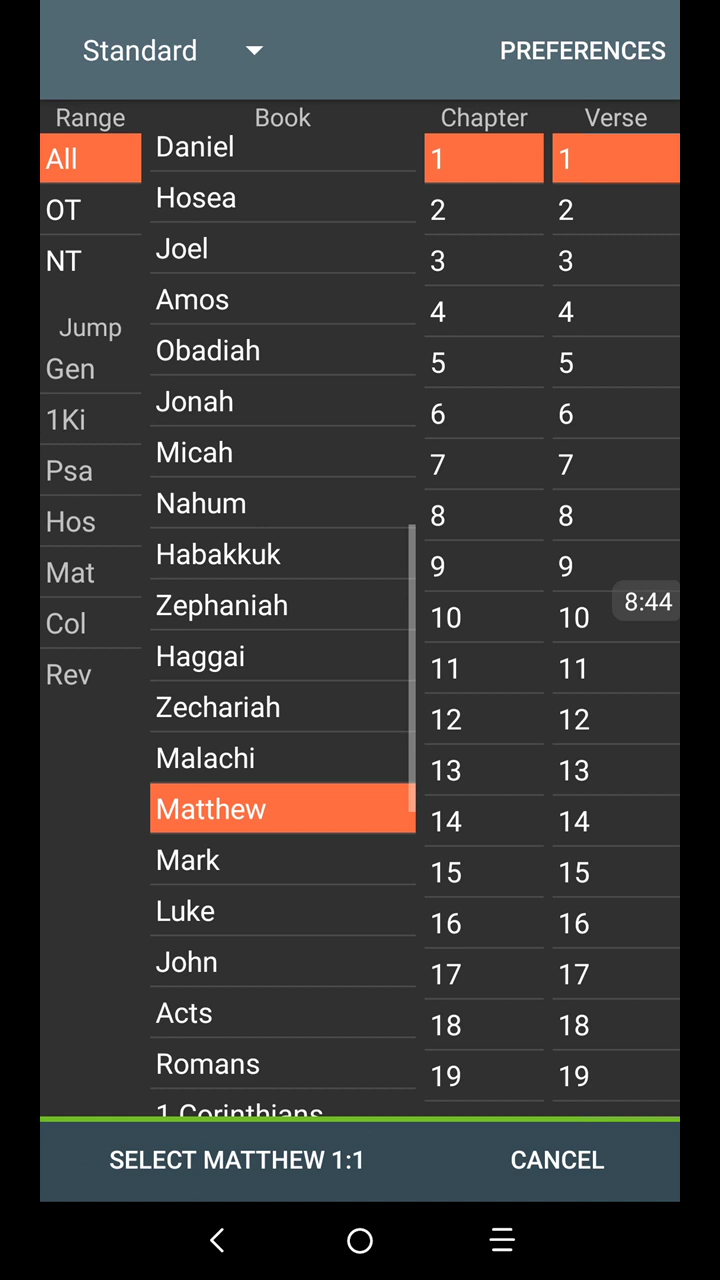 Standard
PREFERENCES
Range
All
OT
NT
Jump
Gen
1Ki
Psa
Hos
Mat
Col
Rev
Book
Daniel
Hosea
Joel
Amos
Obadiah
Jonah
Micah
Nahum
Habakkuk
Zephaniah
Haggai
Zechariah
Malachi
Matthew
Mark
Luke
John
Acts
Romans
1 Corinthians
Chapter
1
2
3
4
5
6
7
8
9
10
11
12
13
14
15
16
17
18
19
Verse
1
2
3
4
5
6
7
8
9
10
11
12
13
14
15
16
17
18
19
8:44
SELECT MATTHEW 1:1
CANCEL